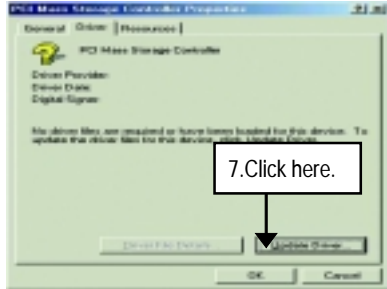 PCI Mass Storage Controller Properties
General Driver Resources
PCI Mass Storage Controller
Driver Provider:
Driver Date:
Digital Signer:
No driver files are required or have been loaded for this device. To
update the driver files for this device, click Update Driver.
7.Click here.
Driver File Details... Update Driver...
OK Cancel